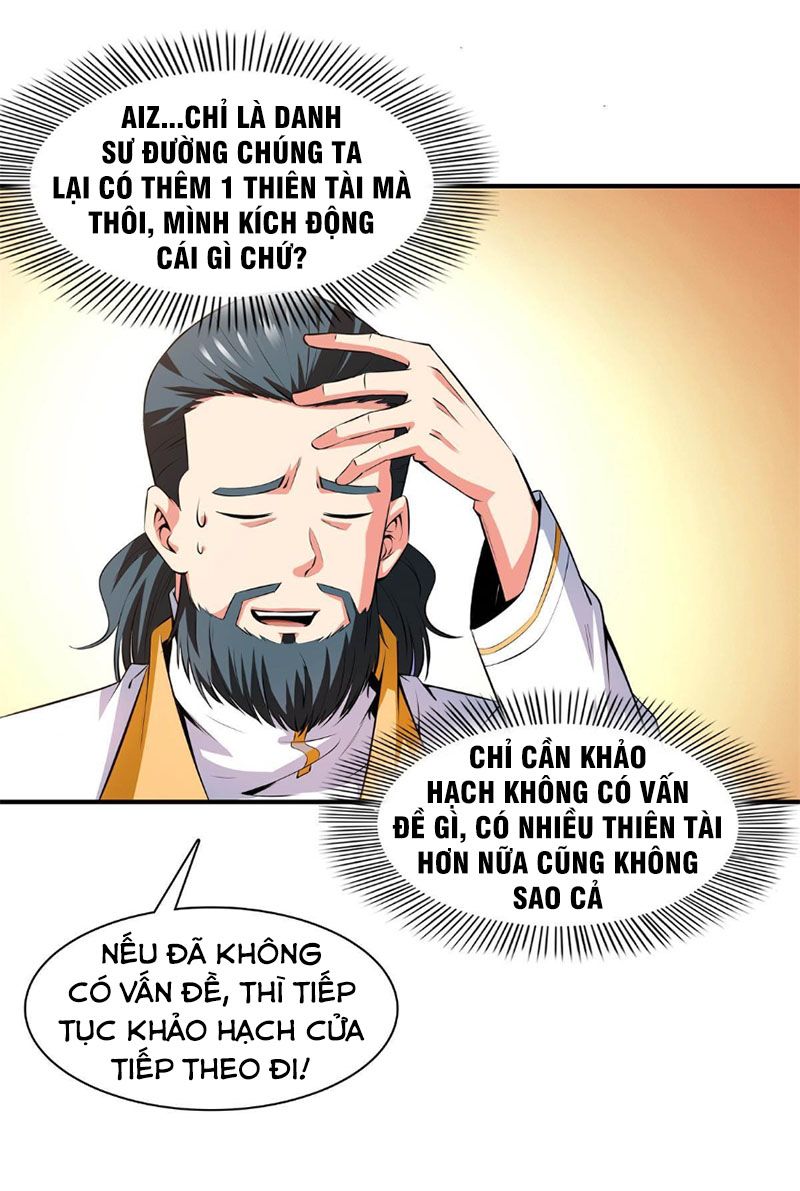 AIZ...CHỈ LÀ DANH
SƯ ĐƯỜNG CHÚNG TA
LẠI CÓ THÊM 1 THIÊN TÀI MÀ
THÔI, MÌNH KÍCH ĐỘNG
CÁI GÌ CHỨ?
CHỈ CẦN KHẢO
HẠCH KHÔNG CÓ VẤN
ĐỀ GÌ, CÓ NHIỀU THIÊN TÀI
HƠN NỮA CŨNG KHÔNG
SAO CẢ
NẾU ĐÃ KHÔNG
CÓ VẤN ĐỀ, THÌ TIẾP
TỤC KHẢO HẠCH CỬA
TIẾP THEO ĐI!